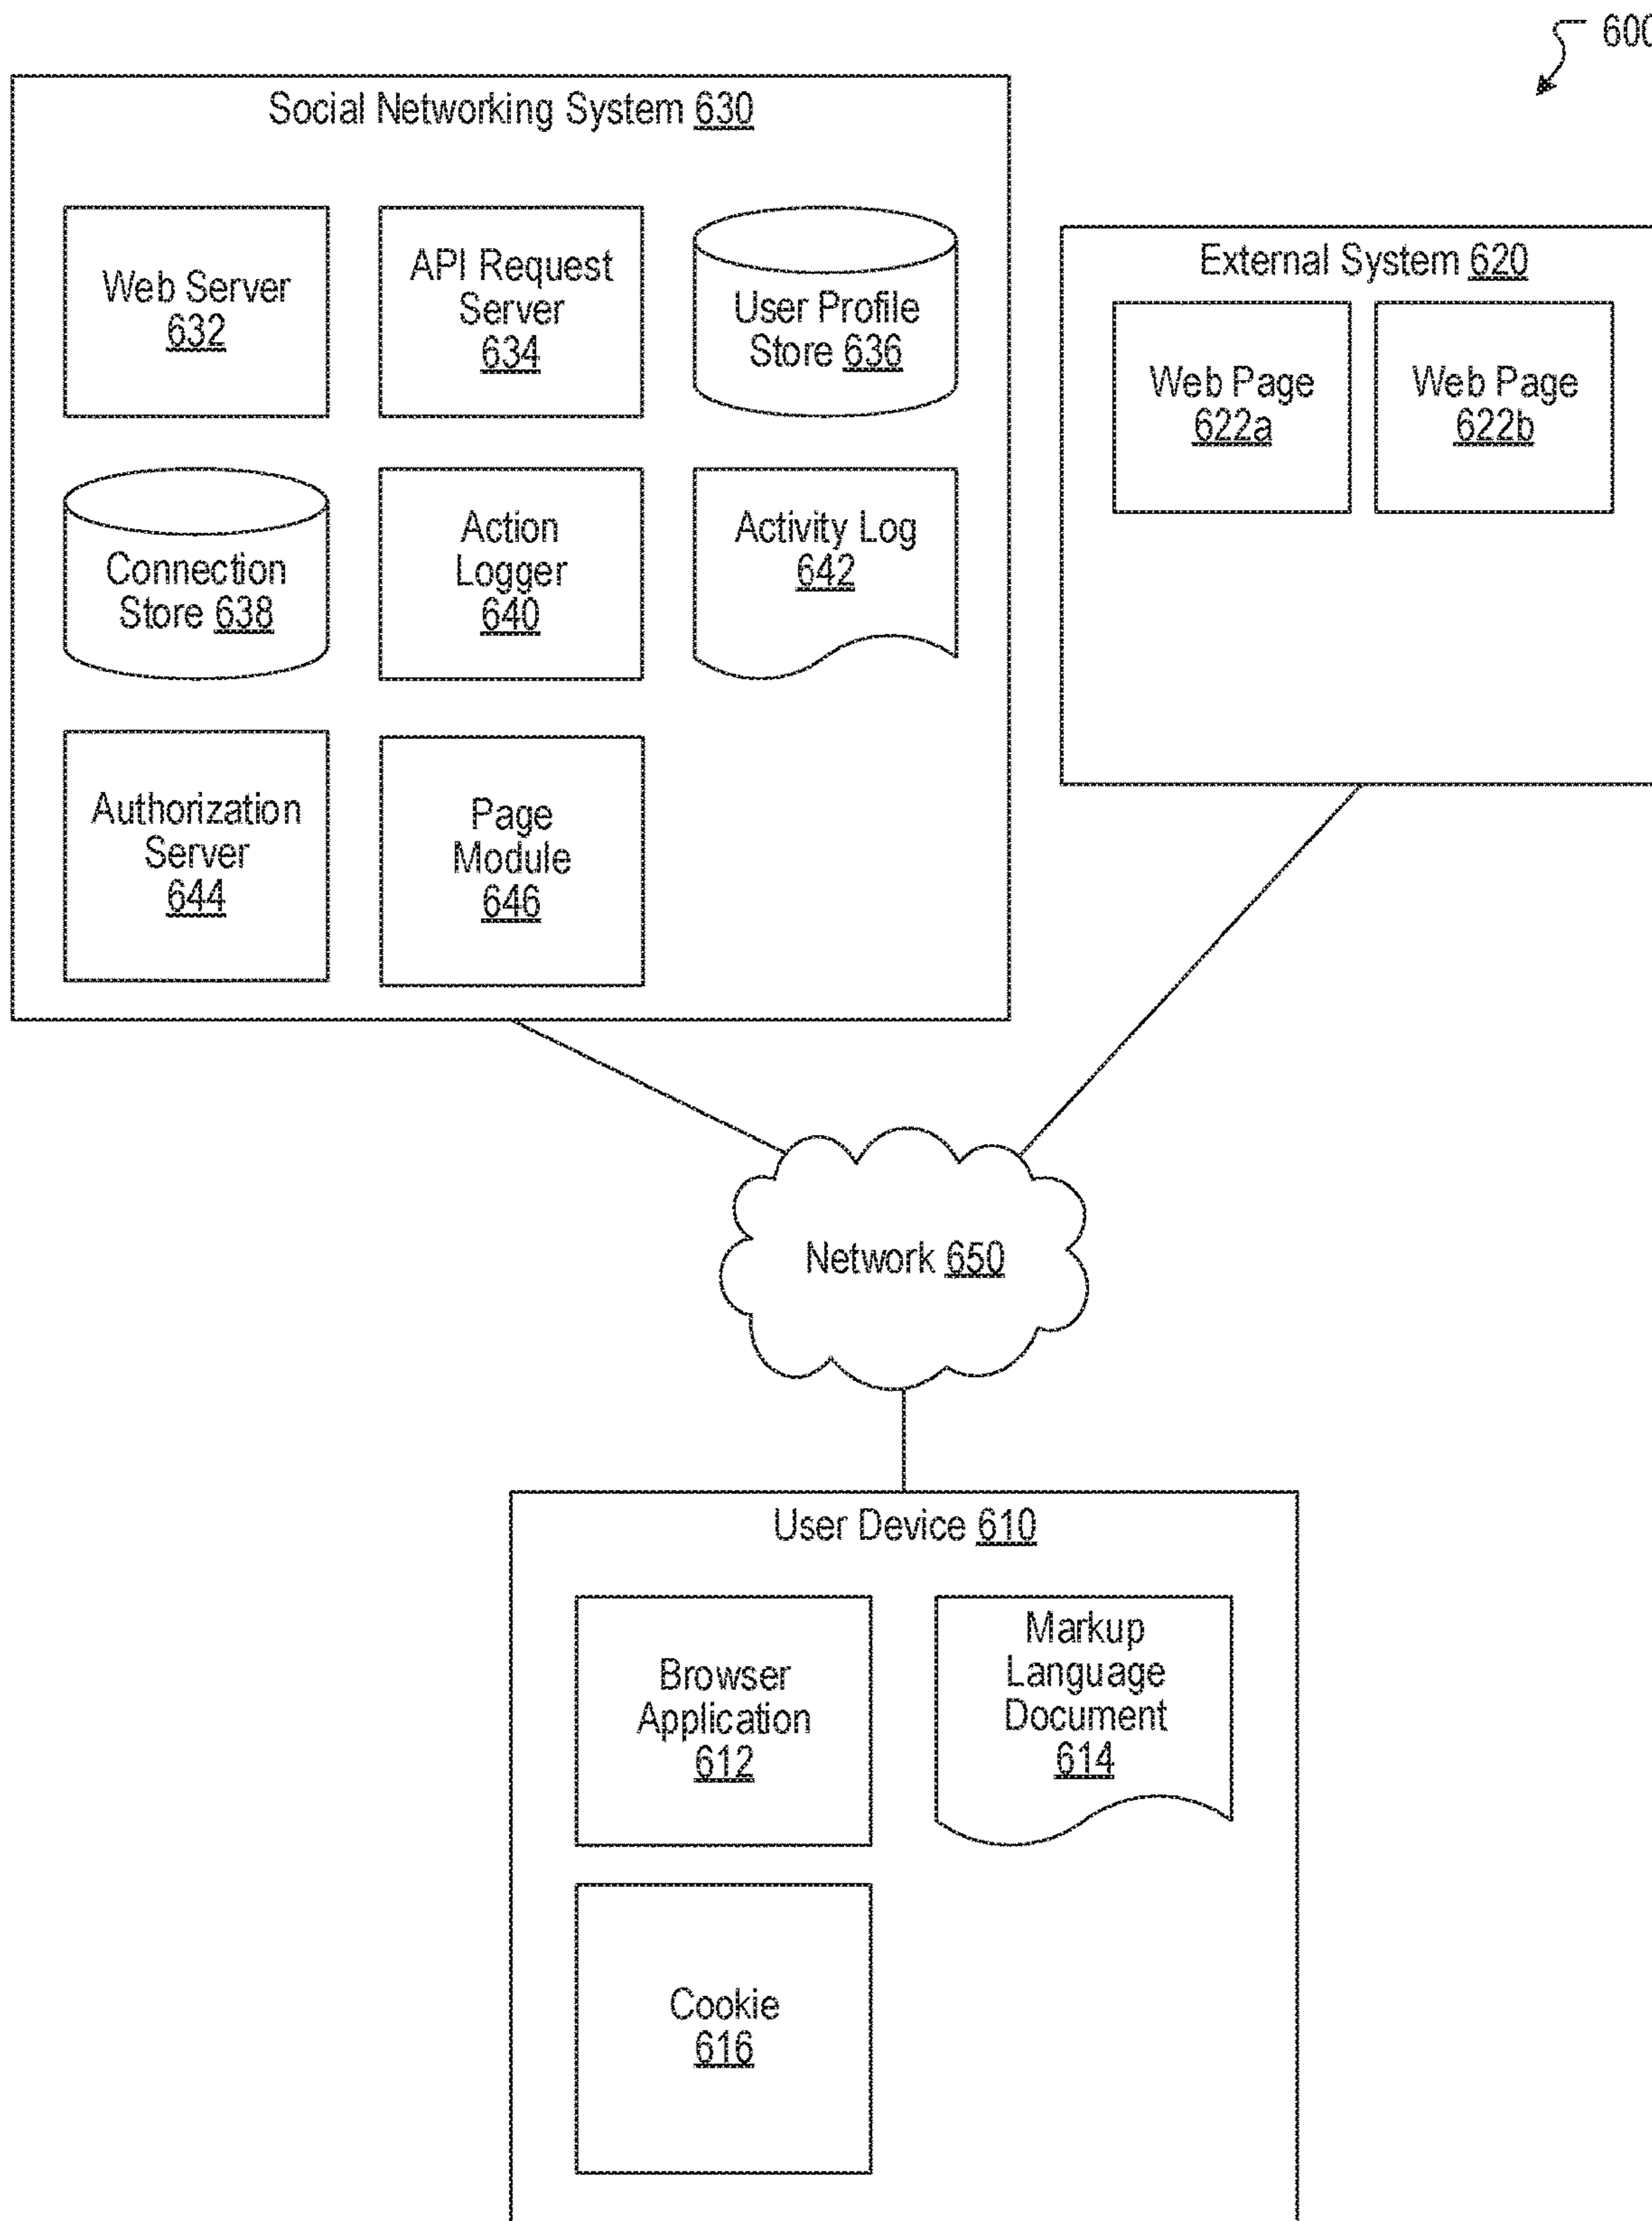 600
Social Networking System 630
Web Server
632
API Request
Server
634
User Profile
Store 636
Connection
Store 638
Action
Logger
640
Activity Log
642
Authorization
Server
644
Page
Module
646
External System 620
Web Page
622a
Web Page
622b
Network 650
User Device 610
Browser
Application
612
Markup
Language
Document
614
Cookie
616